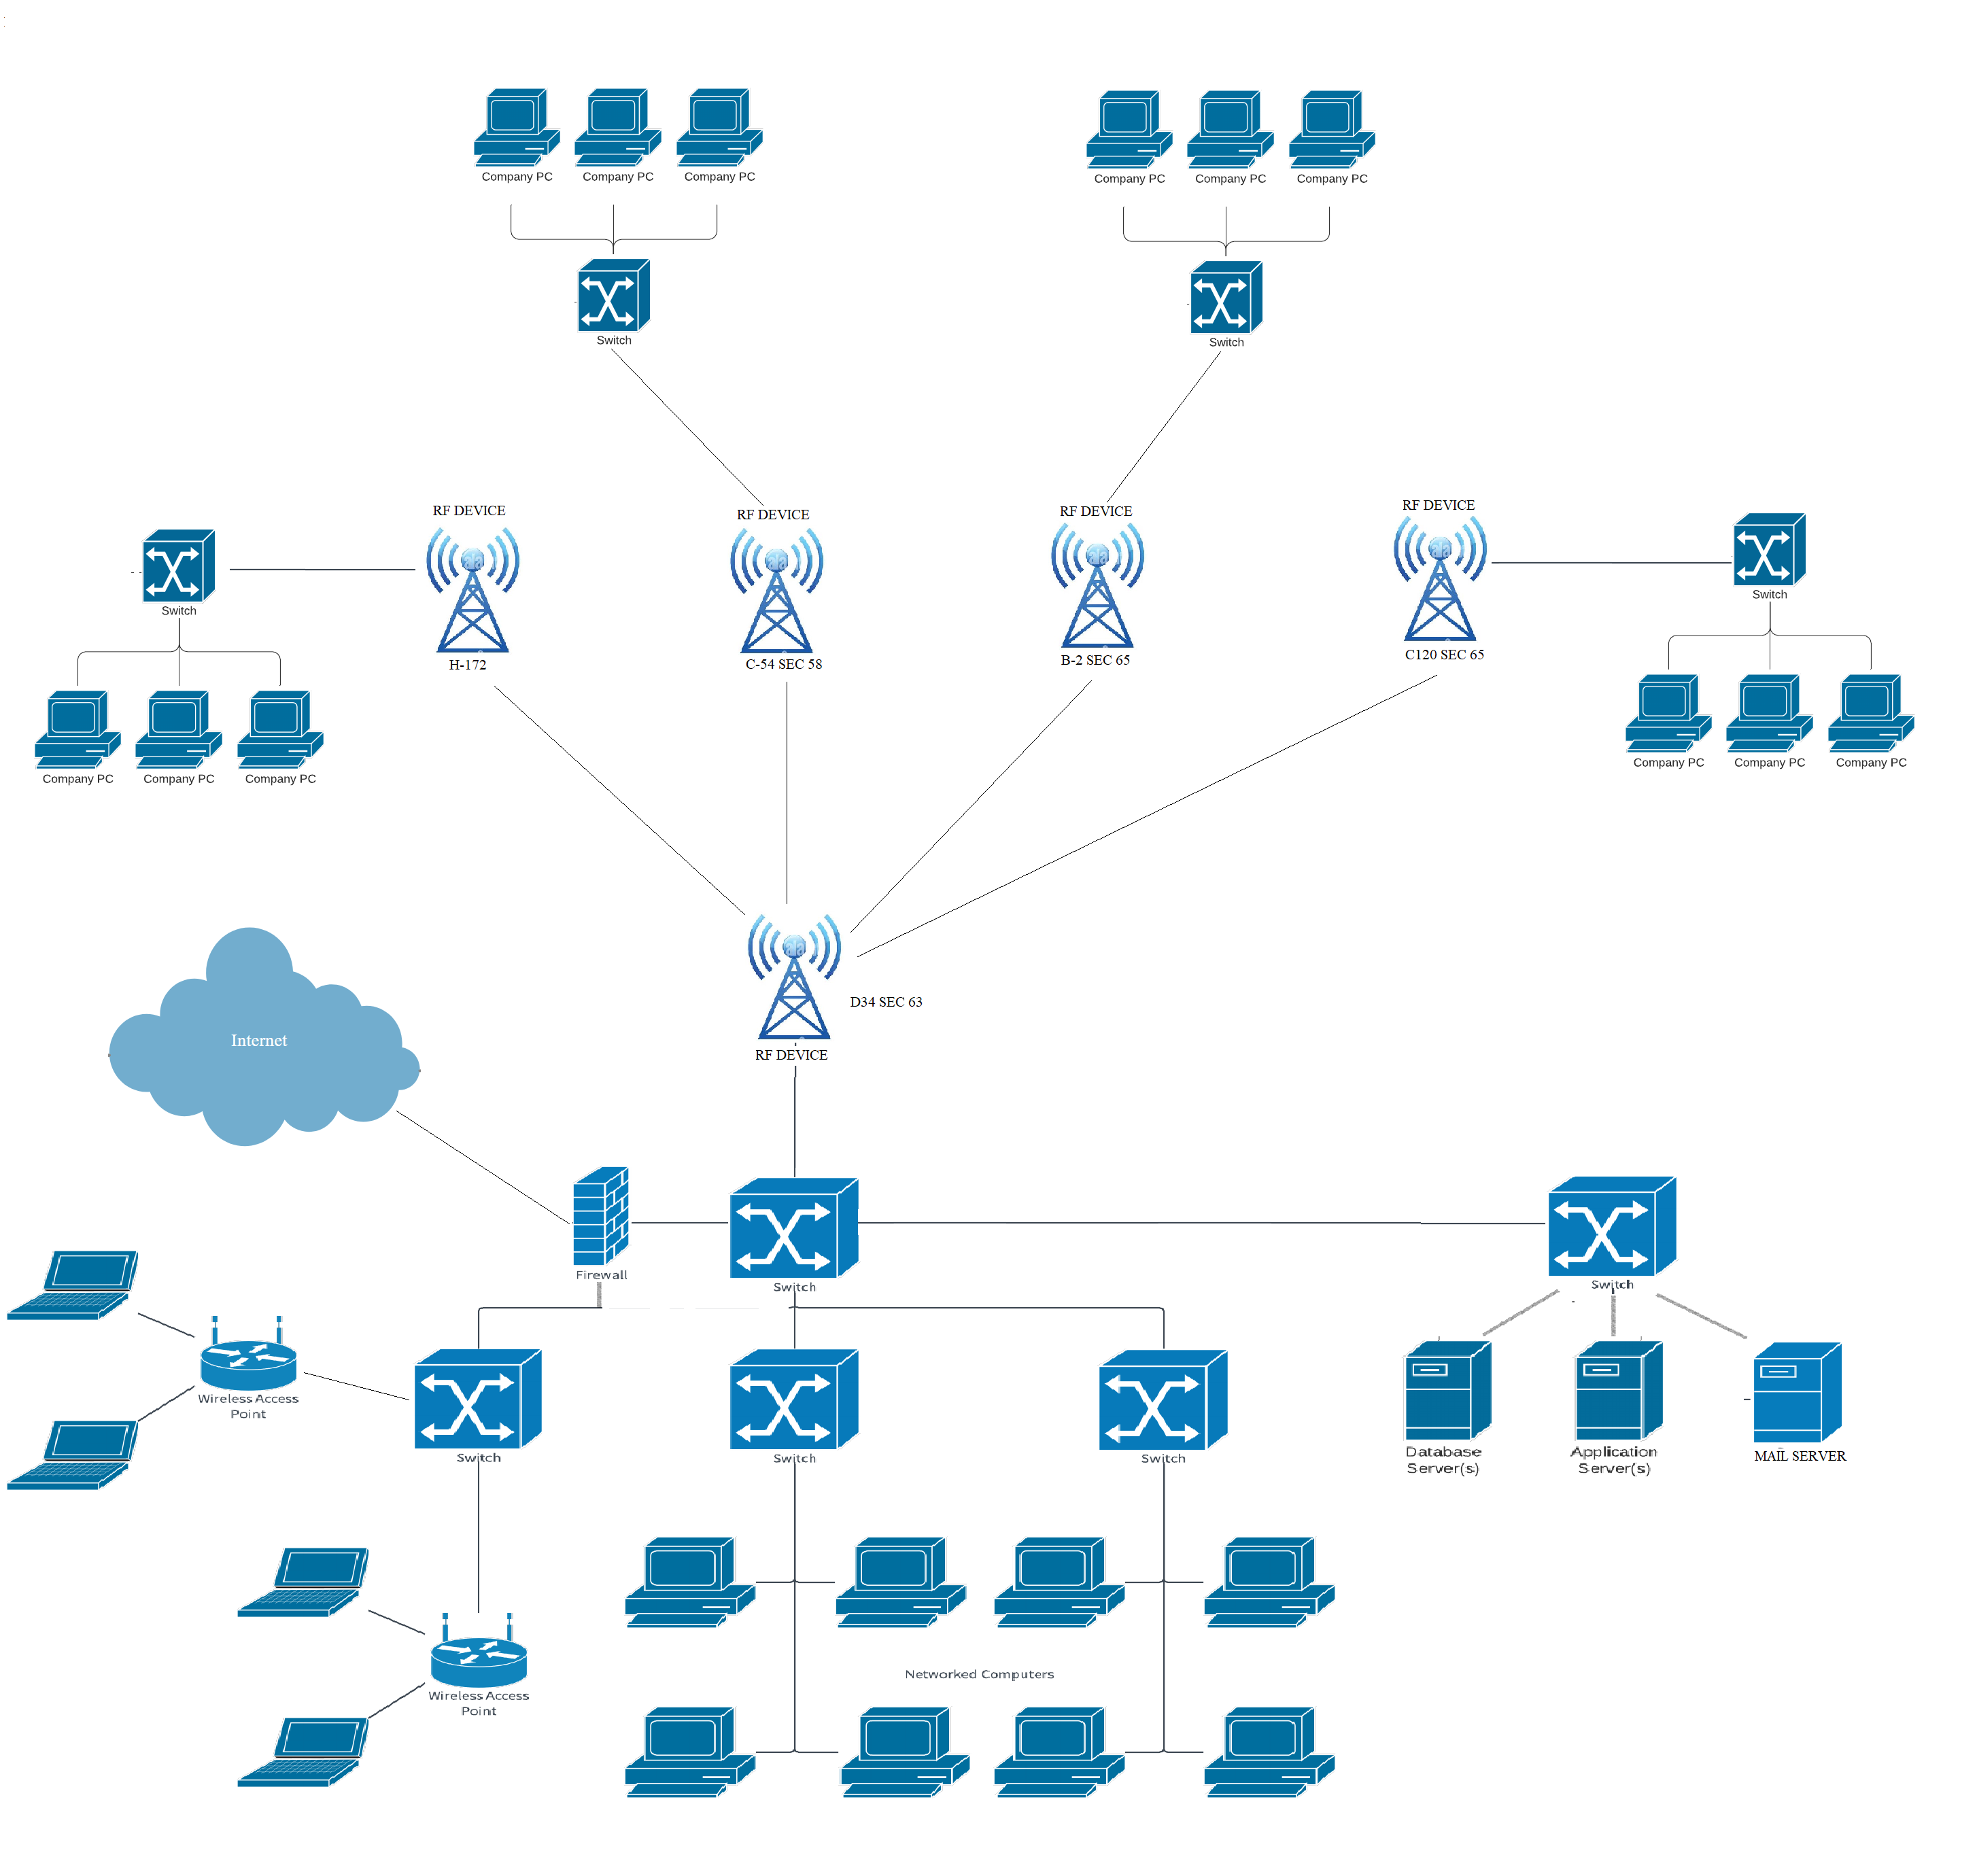 Company PC
Company PC
Company PC
Company PC
Company PC
Company PC
Switch
Switch
RF DEVICE
RF DEVICE
RF DEVICE
RF DEVICE
Switch
Switch
H-172
C-54 SEC 58
B-2 SEC 65
C120 SEC 65
Company PC
Company PC
Company PC
Company PC
Company PC
Company PC
D34 SEC 63
Internet
RF DEVICE
Firewall
Switch
Switch
Wireless Access
Point
Switch
Switch
Switch
Database
Server(s)
Application
Server(s)
MAIL SERVER
Networked Computers
Wireless Access
Point